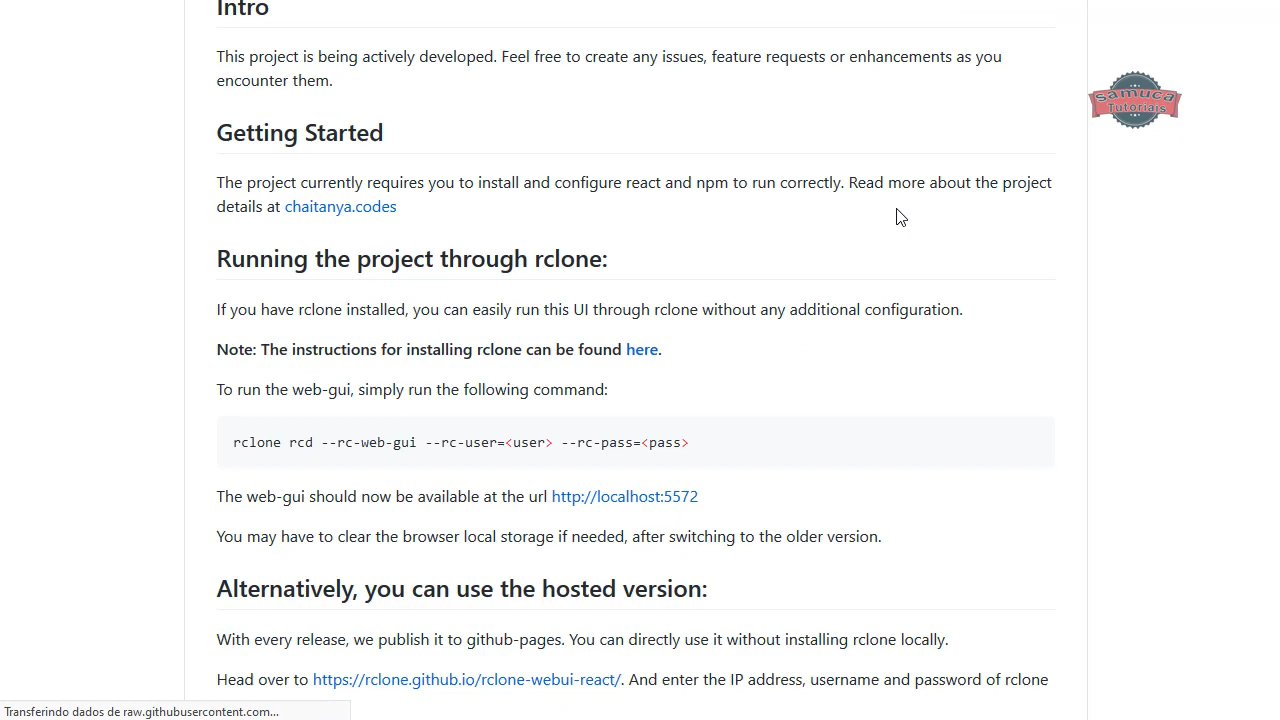 Intro
This project is being actively developed. Feel free to create any issues, feature requests or enhancements as you
encounter them.
samuca
Tutoriais
Getting Started
The project currently requires you to install and configure react and npm to run correctly. Read more about the project
details at chaitanya.codes
Running the project through rclone:
If you have rclone installed, you can easily run this UI through rclone without any additional configuration.
Note: The instructions for installing rclone can be found here.
To run the web-gui, simply run the following command:
rclone rcd --rc-web-gui --rc-user=<user> --rc-pass=<pass>
The web-gui should now be available at the url http://localhost:5572
You may have to clear the browser local storage if needed, after switching to the older version.
Alternatively, you can use the hosted version:
With every release, we publish it to github-pages. You can directly use it without installing rclone locally.
Head over to https://rclone.github.io/rclone-webui-react/. And enter the IP address, username and password of rclone
Transferindo dados de raw.githubusercontent.com...